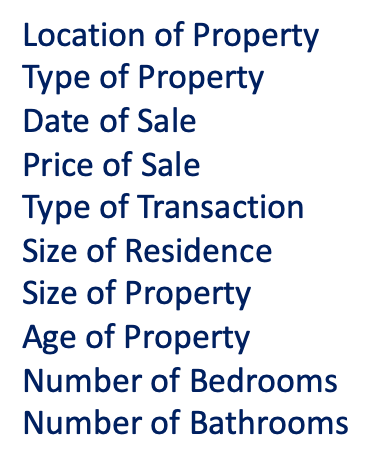 Location of Property
Type of Property
Date of Sale
Price of Sale
Type of Transaction
Size of Residence
Size of Property
Age of Property
Number of Bedrooms
Number of Bathrooms